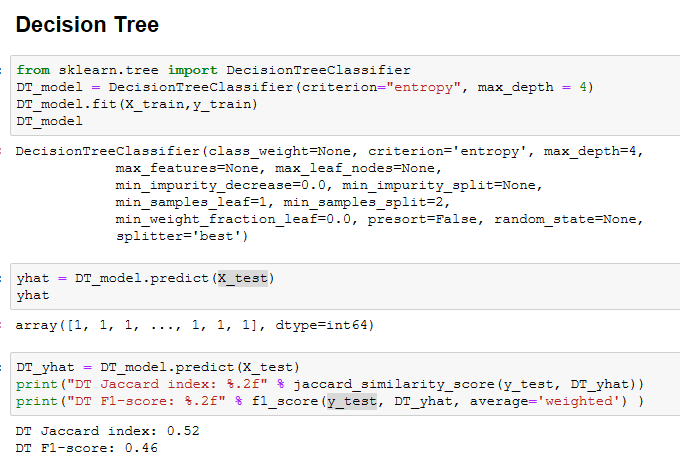 Decision Tree
from sklearn.tree import DecisionTreeClassifier
DT_model = DecisionTreeClassifier(criterion="entropy", max_depth = 4)
DT_model.fit(X_train,y_train)
DT_model
DecisionTreeClassifier(class_weight=None, criterion='entropy', max_depth=4,
            max_features=None, max_leaf_nodes=None,
            min_impurity_decrease=0.0, min_impurity_split=None,
            min_samples_leaf=1, min_samples_split=2,
            min_weight_fraction_leaf=0.0, presort=False, random_state=None,
            splitter='best')
yhat = DT_model.predict(X_test)
yhat
array([1, 1, 1, ..., 1, 1, 1], dtype=int64)
DT_yhat = DT_model.predict(X_test)
print("DT Jaccard index: %.2f" % jaccard_similarity_score(y_test, DT_yhat))
print("DT F1-score: %.2f" % f1_score(y_test, DT_yhat, average='weighted') )
DT Jaccard index: 0.52
DT F1-score: 0.46